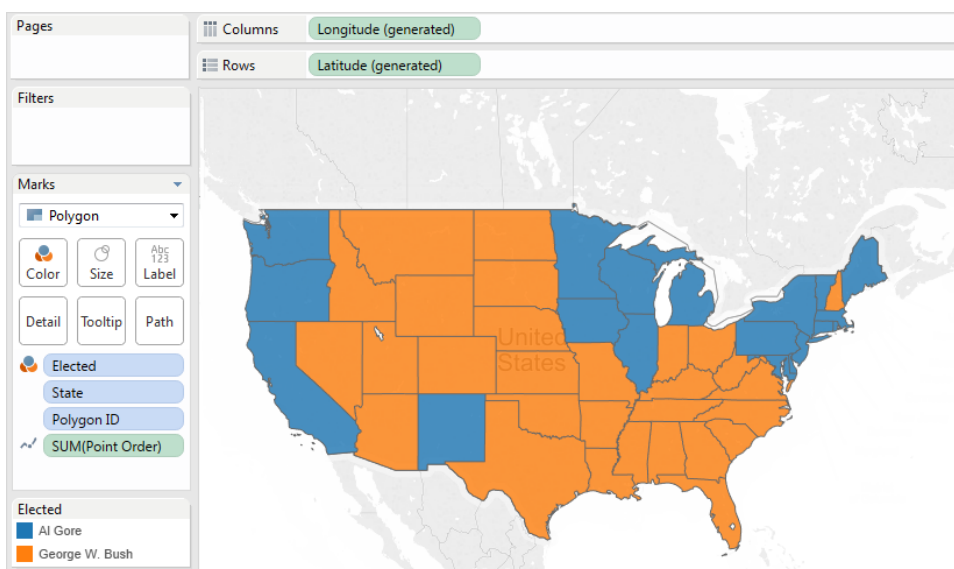 Pages
Columns
Longitude (generated)
Rows
Latitude (generated)
Filters
Marks
Polygon
Color
Size
Abc
123
Label
Detail
Tooltip
Path
Elected
State
Polygon ID
SUM(Point Order)
Elected
Al Gore
George W. Bush
United
States